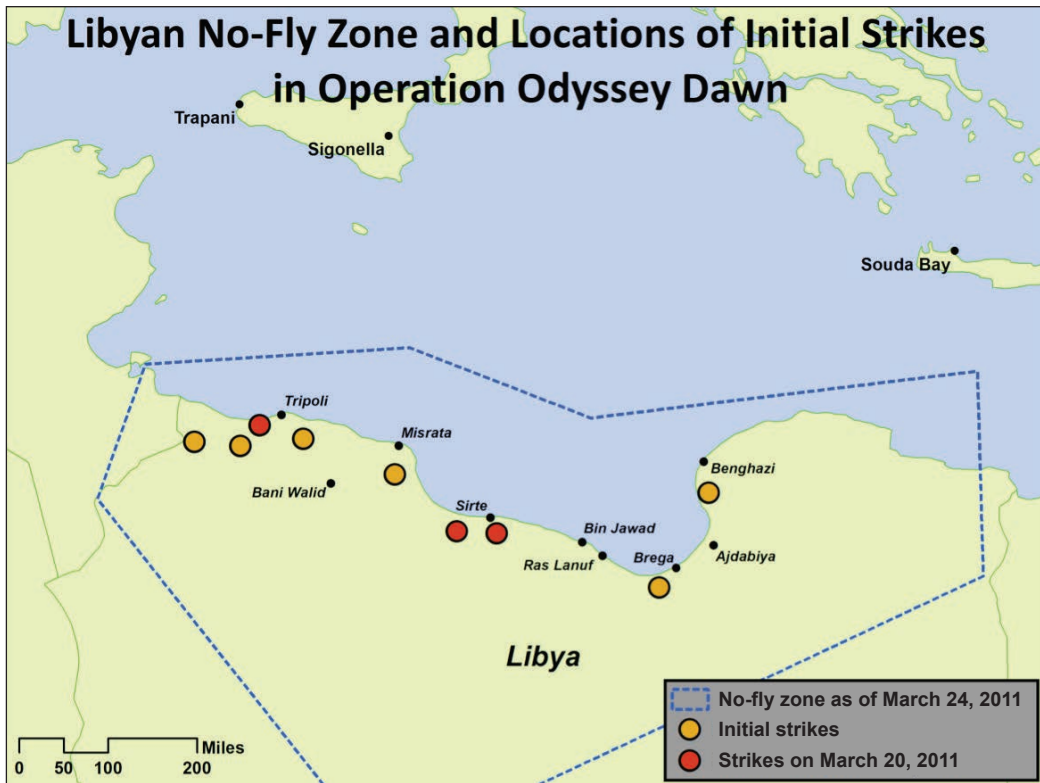 Libyan No-Fly Zone and Locations of Initial Strikes
in Operation Odyssey Dawn
Trapani
Sigonella
Souda Bay
Tripoli
Misrata
Benghazi
Bani Walid
Sirte
Bin Jawad
Ras Lanuf
Brega
Ajdabiya
Libya
No-fly zone as of March 24, 2011
Initial strikes
Strikes on March 20, 2011
Miles
0 50 100 200